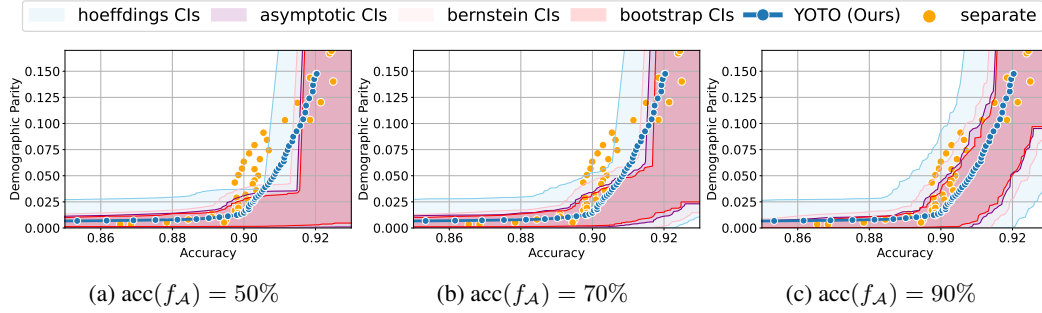 hoeffdings CIs asymptotic CIs bernstein CIs bootstrap CIs YOTO (Ours) separate
Demographic Parity
0.150
0.125
0.100
0.075
0.050
0.025
0.000
0.86 0.88 0.90 0.92
Accuracy
(a) acc(f_A) = 50%
Demographic Parity
0.150
0.125
0.100
0.075
0.050
0.025
0.000
0.86 0.88 0.90 0.92
Accuracy
(b) acc(f_A) = 70%
Demographic Parity
0.150
0.125
0.100
0.075
0.050
0.025
0.000
0.86 0.88 0.90 0.92
Accuracy
(c) acc(f_A) = 90%